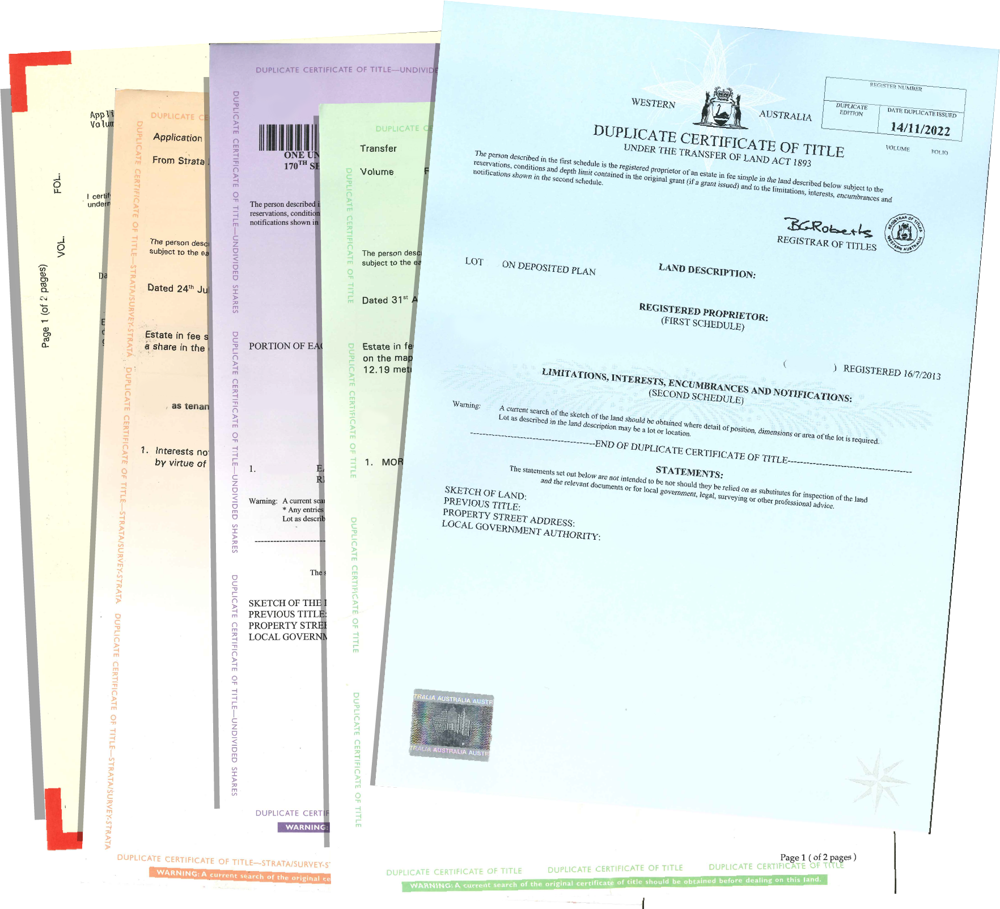 Appli
Volum
FOL.
I certif
undern
VOL.
Page 1 (of 2 pages)
Da
DUPLICATE CE
Application
From Strata
The person desc
subject to the ea
Dated 24th Ju
Estate in fee s
a share in the
as tenan
1. Interests no
by virtue of
DUPLICATE CERTIFICATE OF TITLE—STRATA/SURVEY-STRATA
DUPLICATE CERTIFICATE OF TITLE—STRATA/SURVEY-STRATA
DUPLICATE CERTIFICATE OF TITLE—STRATA/SURVEY-STRATA
DUPLICATE CERTIFICATE OF TITLE—STRATA/SURVEY-S
WARNING: A current search of the original ce
DUPLICATE CERTIFICATE OF TITLE—UNDIVIDE
ONE UN
170TH SH
The person described i
reservations, condition
notifications shown in
PORTION OF EAC
1. EA
RI
Warning: A current sear
* Any entries
Lot as describ
The s
SKETCH OF THE L
PREVIOUS TITLE:
PROPERTY STREE
LOCAL GOVERNM
DUPLICATE CERTIFICATE OF TITLE—UNDIVIDED SHARES
DUPLICATE CERTIFICATE OF TITLE—UNDIVIDED SHARES
DUPLICATE CERTIFICATE OF TITLE—UNDIVIDED SHARES
DUPLICATE CERTIF
WARNING:
DUPLICATE CE
Transfer
Volume F
The person desc
subject to the ea
Dated 31st A
Estate in fe
on the map
12.19 metr
1. MOR
DUPLICATE CERTIFICATE OF TITLE
DUPLICATE CERTIFICATE OF TITLE
DUPLICATE CERTIFICATE OF TITLE
DUPLICATE CERTIFICATE OF TITLE
Page 1 ( of 2 pages )
DUPLICATE CERTIFICATE OF TITLE DUPLICATE CERTIFICATE OF TITLE DUPLICATE CERTIFICATE OF TITLE
WARNING: A current search of the original certificate of title should be obtained before dealing on this land.
REGISTER NUMBER
DUPLICATE
EDITION
DATE DUPLICATE ISSUED
14/11/2022
VOLUME FOLIO
WESTERN AUSTRALIA
DUPLICATE CERTIFICATE OF TITLE
UNDER THE TRANSFER OF LAND ACT 1893
The person described in the first schedule is the registered proprietor of an estate in fee simple in the land described below subject to the
reservations, conditions and depth limit contained in the original grant (if a grant issued) and to the limitations, interests, encumbrances and
notifications shown in the second schedule.
BGRoberts
REGISTRAR OF TITLES
REGISTRAR OF TITLES
WESTERN AUSTRALIA
LAND DESCRIPTION:
LOT ON DEPOSITED PLAN
REGISTERED PROPRIETOR:
(FIRST SCHEDULE)
( ) REGISTERED 16/7/2013
LIMITATIONS, INTERESTS, ENCUMBRANCES AND NOTIFICATIONS:
(SECOND SCHEDULE)
Warning: A current search of the sketch of the land should be obtained where detail of position, dimensions or area of the lot is required.
Lot as described in the land description may be a lot or location.
----------------------------------------END OF DUPLICATE CERTIFICATE OF TITLE----------------------------------------
STATEMENTS:
The statements set out below are not intended to be nor should they be relied on as substitutes for inspection of the land
and the relevant documents or for local government, legal, surveying or other professional advice.
SKETCH OF LAND:
PREVIOUS TITLE:
PROPERTY STREET ADDRESS:
LOCAL GOVERNMENT AUTHORITY:
TRALIA AUSTRALIA AUSTR
TRALIA AUSTRALIA AUSTR